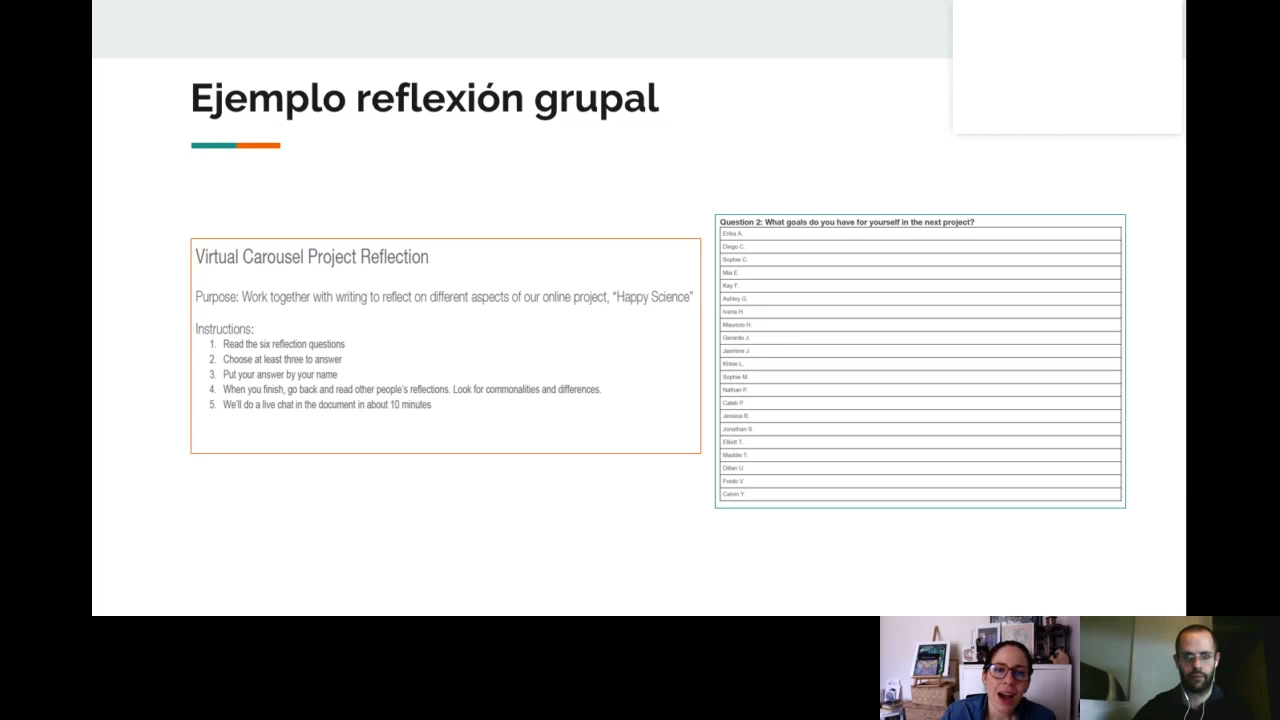 Ejemplo reflexión grupal
Virtual Carousel Project Reflection
Purpose: Work together with writing to reflect on different aspects of our online project, “Happy Science”
Instructions:
1. Read the six reflection questions
2. Choose at least three to answer
3. Put your answer by your name
4. When you finish, go back and read other people's reflections. Look for commonalities and differences.
5. We'll do a live chat in the document in about 10 minutes
Question 2: What goals do you have for yourself in the next project?
Erika A.
Diego C.
Sophie C.
Mia E.
Kay F.
Ashley G.
Ivana H.
Mauricio H.
Gerardo J.
Jasmine J.
Khloe L.
Sophie M.
Nathan P.
Caleb P.
Jessica R.
Jonathan S.
Elliott T.
Maddie T.
Dilian U.
Fredo V.
Calvin Y.